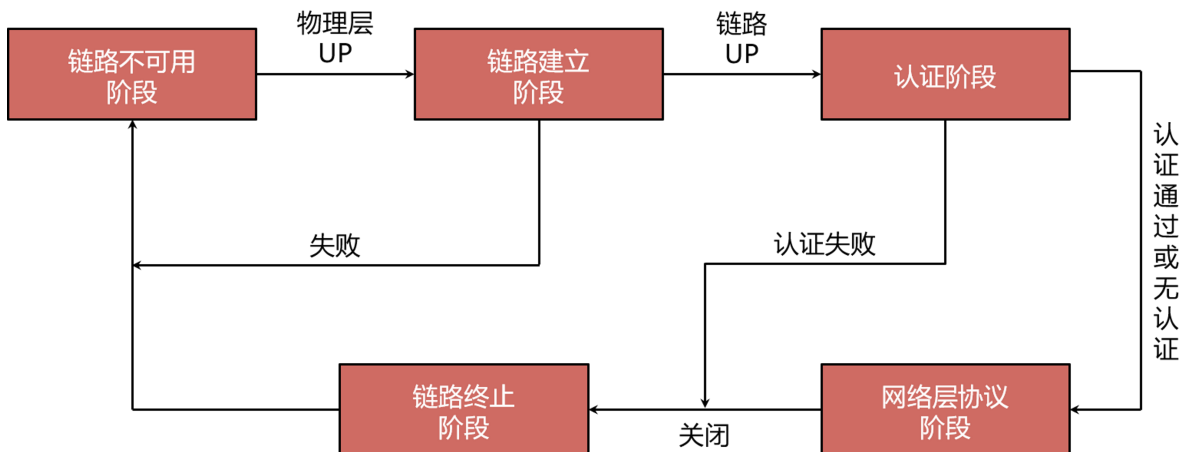 物理层
UP
链路
UP
链路不可用
阶段
链路建立
阶段
认证阶段
认证通过或无认证
失败
认证失败
链路终止
阶段
关闭
网络层协议
阶段